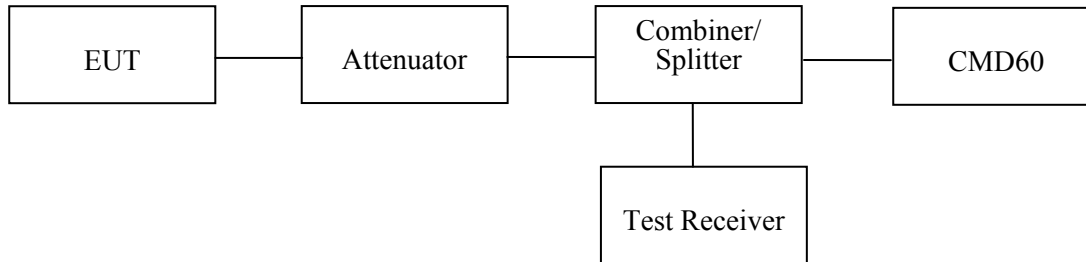 EUT
Attenuator
Combiner/
Splitter
CMD60
Test Receiver